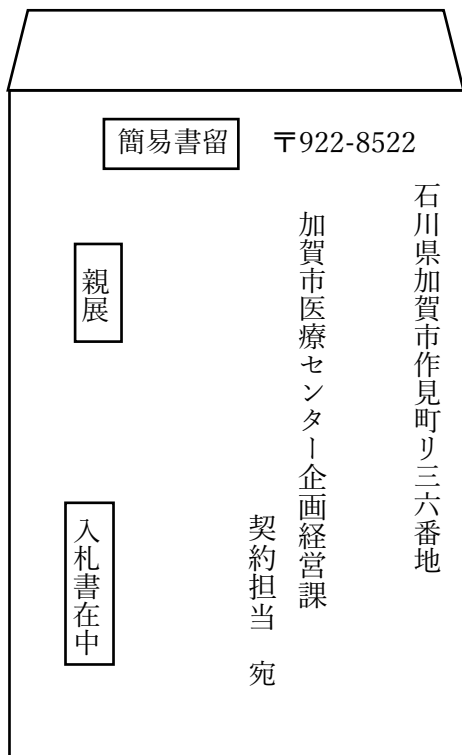 簡易書留
〒922-8522
石川県加賀市作見町リ三六番地
加賀市医療センター企画経営課
契約担当　宛
親展
入札書在中